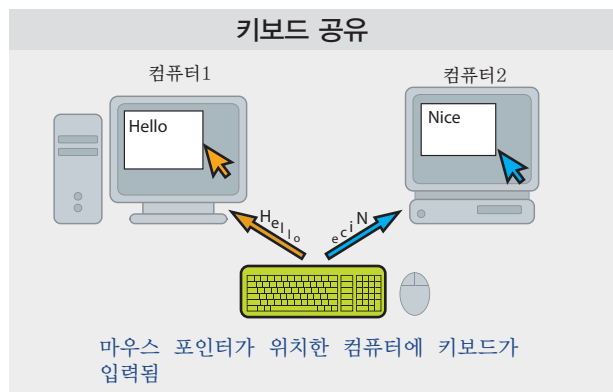 키보드 공유
컴퓨터1
컴퓨터2
Hello
Nice
Hello
eciN
마우스 포인터가 위치한 컴퓨터에 키보드가
입력됨